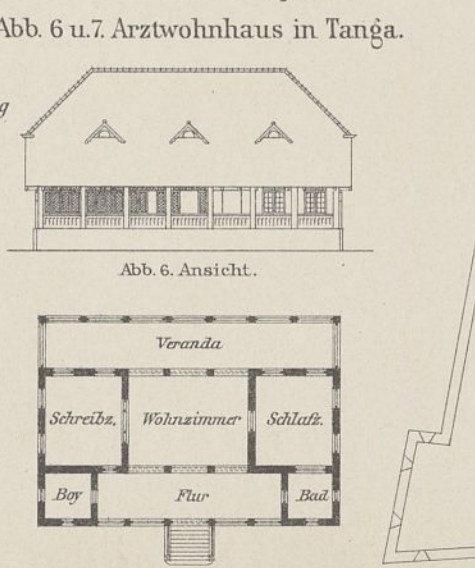 Abb. 6 u. 7. Arztwohnhaus in Tanga.
g
Abb. 6. Ansicht.
Veranda
Schreibz. Wohnzimmer Schlafz.
Boy Flur Bad